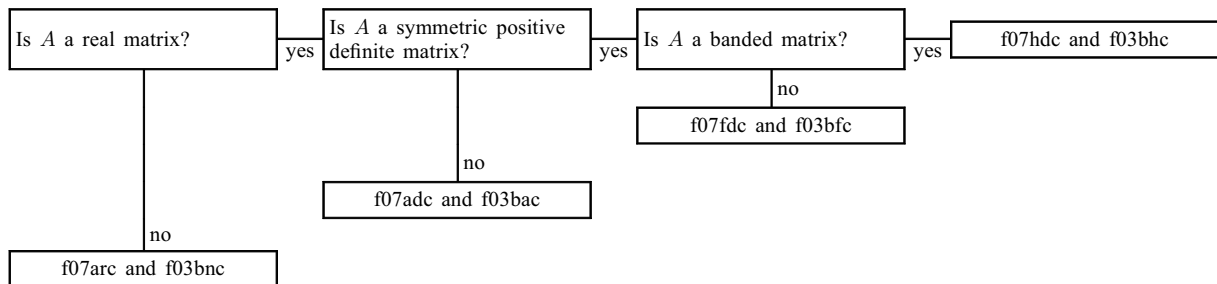 Is A a real matrix?
yes
Is A a symmetric positive
definite matrix?
yes
Is A a banded matrix?
yes
f07hdc and f03bhc
no
f07fdc and f03bfc
no
f07adc and f03bac
no
f07arc and f03bnc